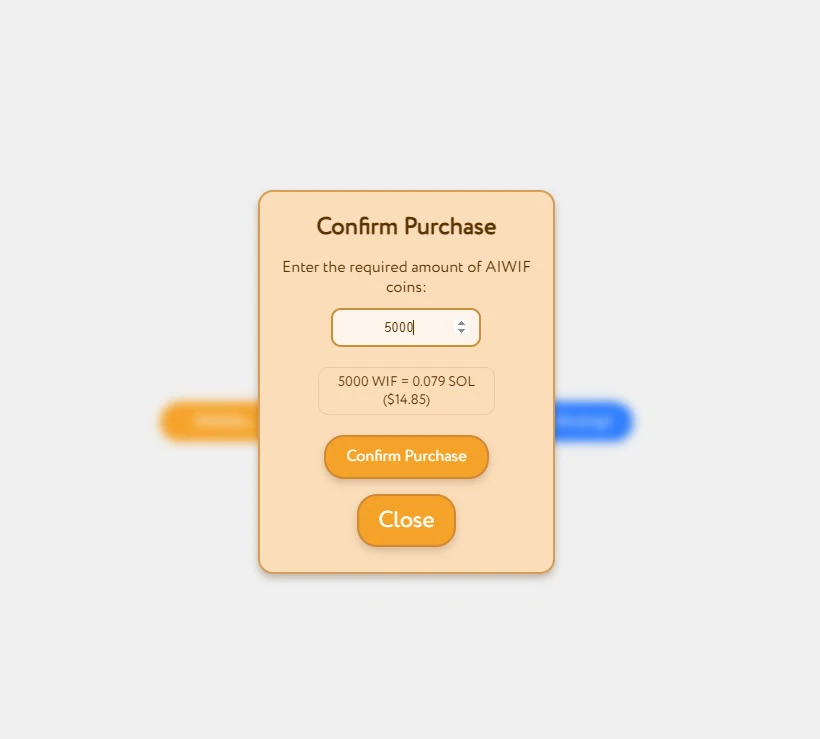 Confirm Purchase
Enter the required amount of AIWIF
coins:
5000
5000 WIF = 0.079 SOL
($14.85)
Confirm Purchase
Close